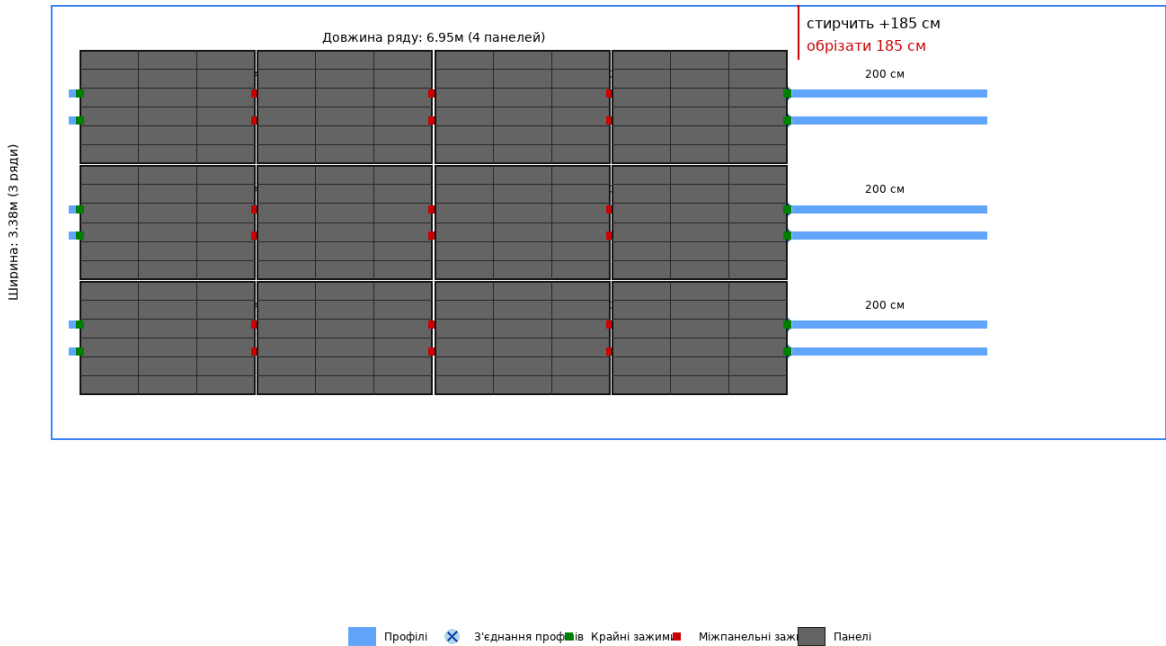 стирчить +185 см
обрізати 185 см
Довжина ряду: 6.95м (4 панелей)
200 см
200 см
200 см
Ширина: 3.38м (3 ряди)
Профілі
З'єднання профілів
Крайні зажими
Міжпанельні
Панелі